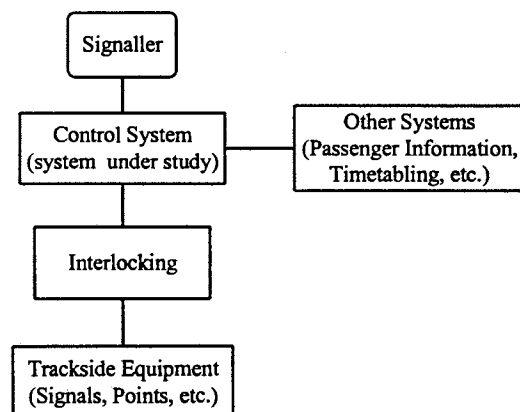 Signaller
Control System
(system under study)
Other Systems
(Passenger Information,
Timetabling, etc.)
Interlocking
Trackside Equipment
(Signals, Points, etc.)